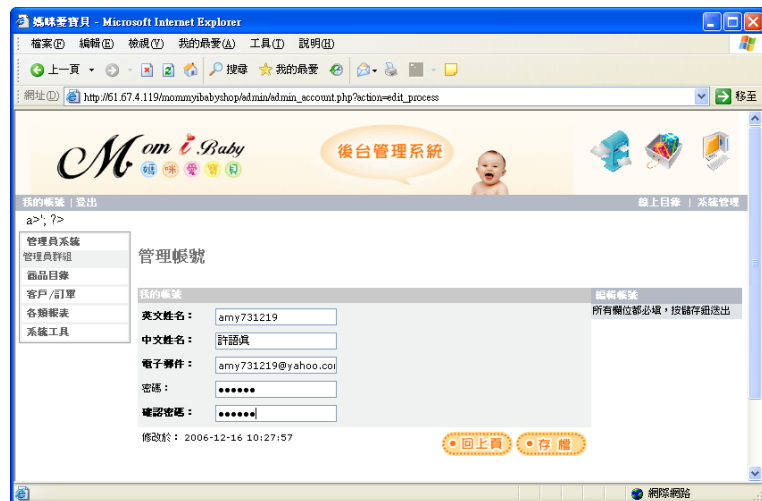 媽咪愛寶貝 - Microsoft Internet Explorer
檔案(F) 編輯(E) 檢視(V) 我的最愛(A) 工具(T) 說明(H)
上一頁 搜尋 我的最愛
網址(D) http://61.67.4.119/mommyibabyshop/admin/admin_account.php?action=edit_process 移至
Mom i Baby
媽 咪 愛 寶 貝
後台管理系統
我的帳號 | 登出 線上目錄 | 系統管理
a>'; ?>
管理員系統
管理員群組
商品目錄
客戶/訂單
各類報表
系統工具
管理帳號
我的帳號 編輯帳號
所有欄位都必填,按儲存鈕送出
英文姓名: amy731219
中文姓名: 許語真
電子郵件: amy731219@yahoo.co
密碼: ●●●●●●
確認密碼: ●●●●●●
修改於: 2006-12-16 10:27:57
回上頁 存檔
網際網路